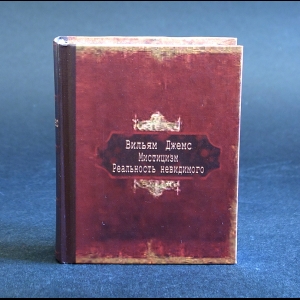 Вильям Джемс
Мистицизм
Реальность невидимого